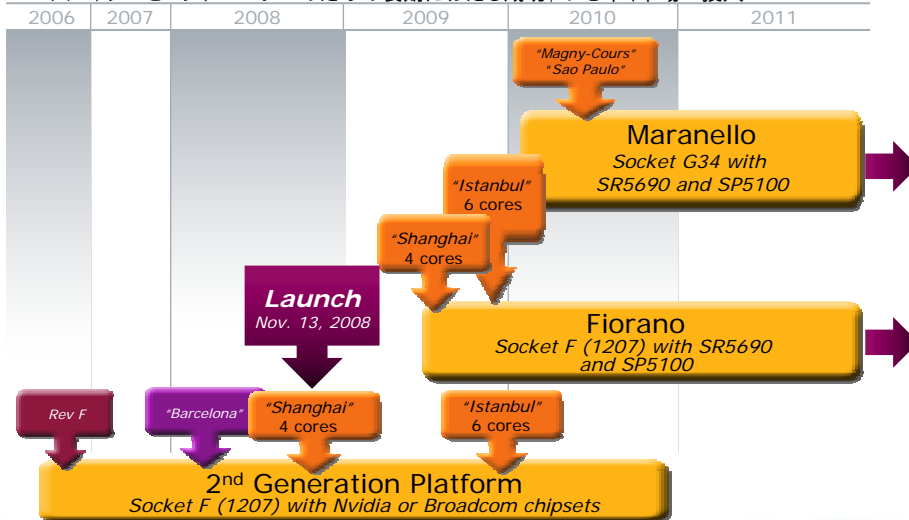 2006 2007 2008 2009 2010 2011
"Magny-Cours"
"Sao Paulo"
Maranello
Socket G34 with
SR5690 and SP5100
"Istanbul"
6 cores
"Shanghai"
4 cores
Launch
Nov. 13, 2008
Fiorano
Socket F (1207) with SR5690
and SP5100
Rev F
"Barcelona"
"Shanghai"
4 cores
"Istanbul"
6 cores
2nd Generation Platform
Socket F (1207) with Nvidia or Broadcom chipsets